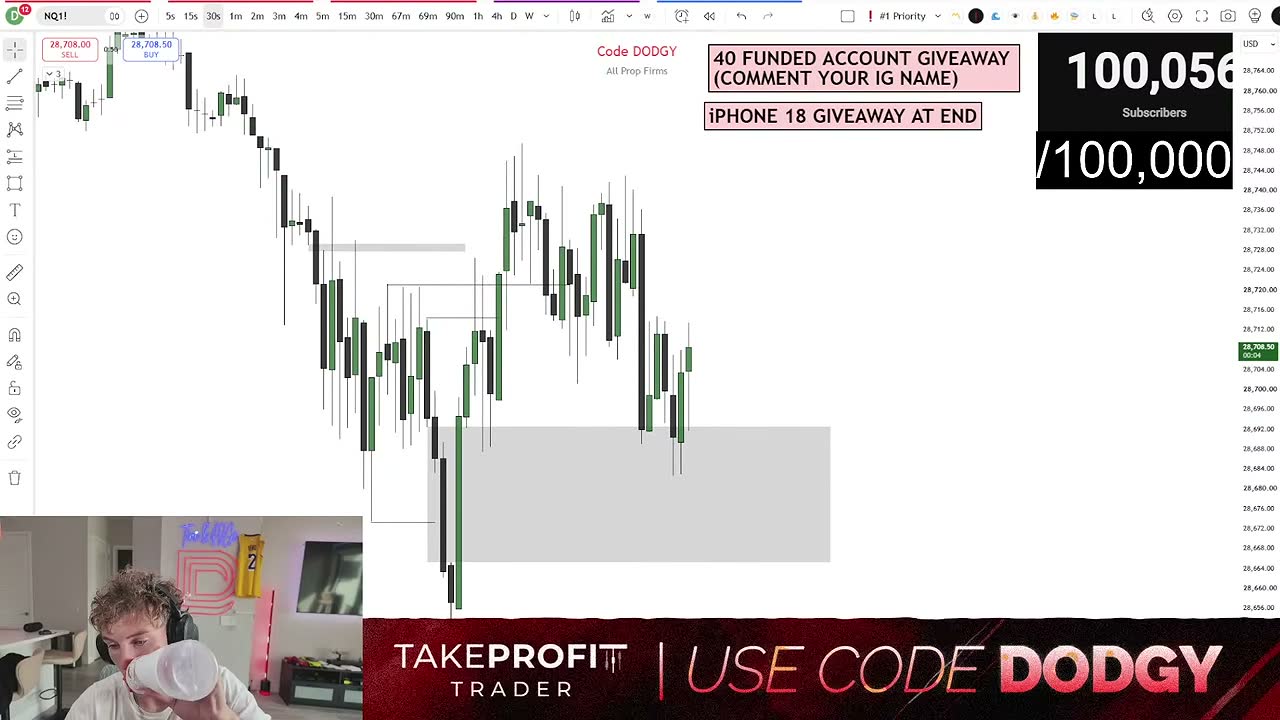 D 12 NQ1! 5s 15s 30s 1m 2m 3m 4m 5m 15m 30m 67m 69m 90m 1h 4h D W w #1 Priority L L
28,708.00
SELL
0.50
28,708.50
BUY
3
Code DODGY
All Prop Firms
40 FUNDED ACCOUNT GIVEAWAY
(COMMENT YOUR IG NAME)
iPHONE 18 GIVEAWAY AT END
100,056
Subscribers
/100,000
USD
28,764.00
28,760.00
28,756.00
28,752.00
28,748.00
28,744.00
28,740.00
28,736.00
28,732.00
28,728.00
28,724.00
28,720.00
28,716.00
28,712.00
28,708.50
00:04
28,704.00
28,700.00
28,696.00
28,692.00
28,688.00
28,684.00
28,680.00
28,676.00
28,672.00
28,668.00
28,664.00
28,660.00
28,656.00
TAKEPROFIT
TRADER
USE CODE DODGY